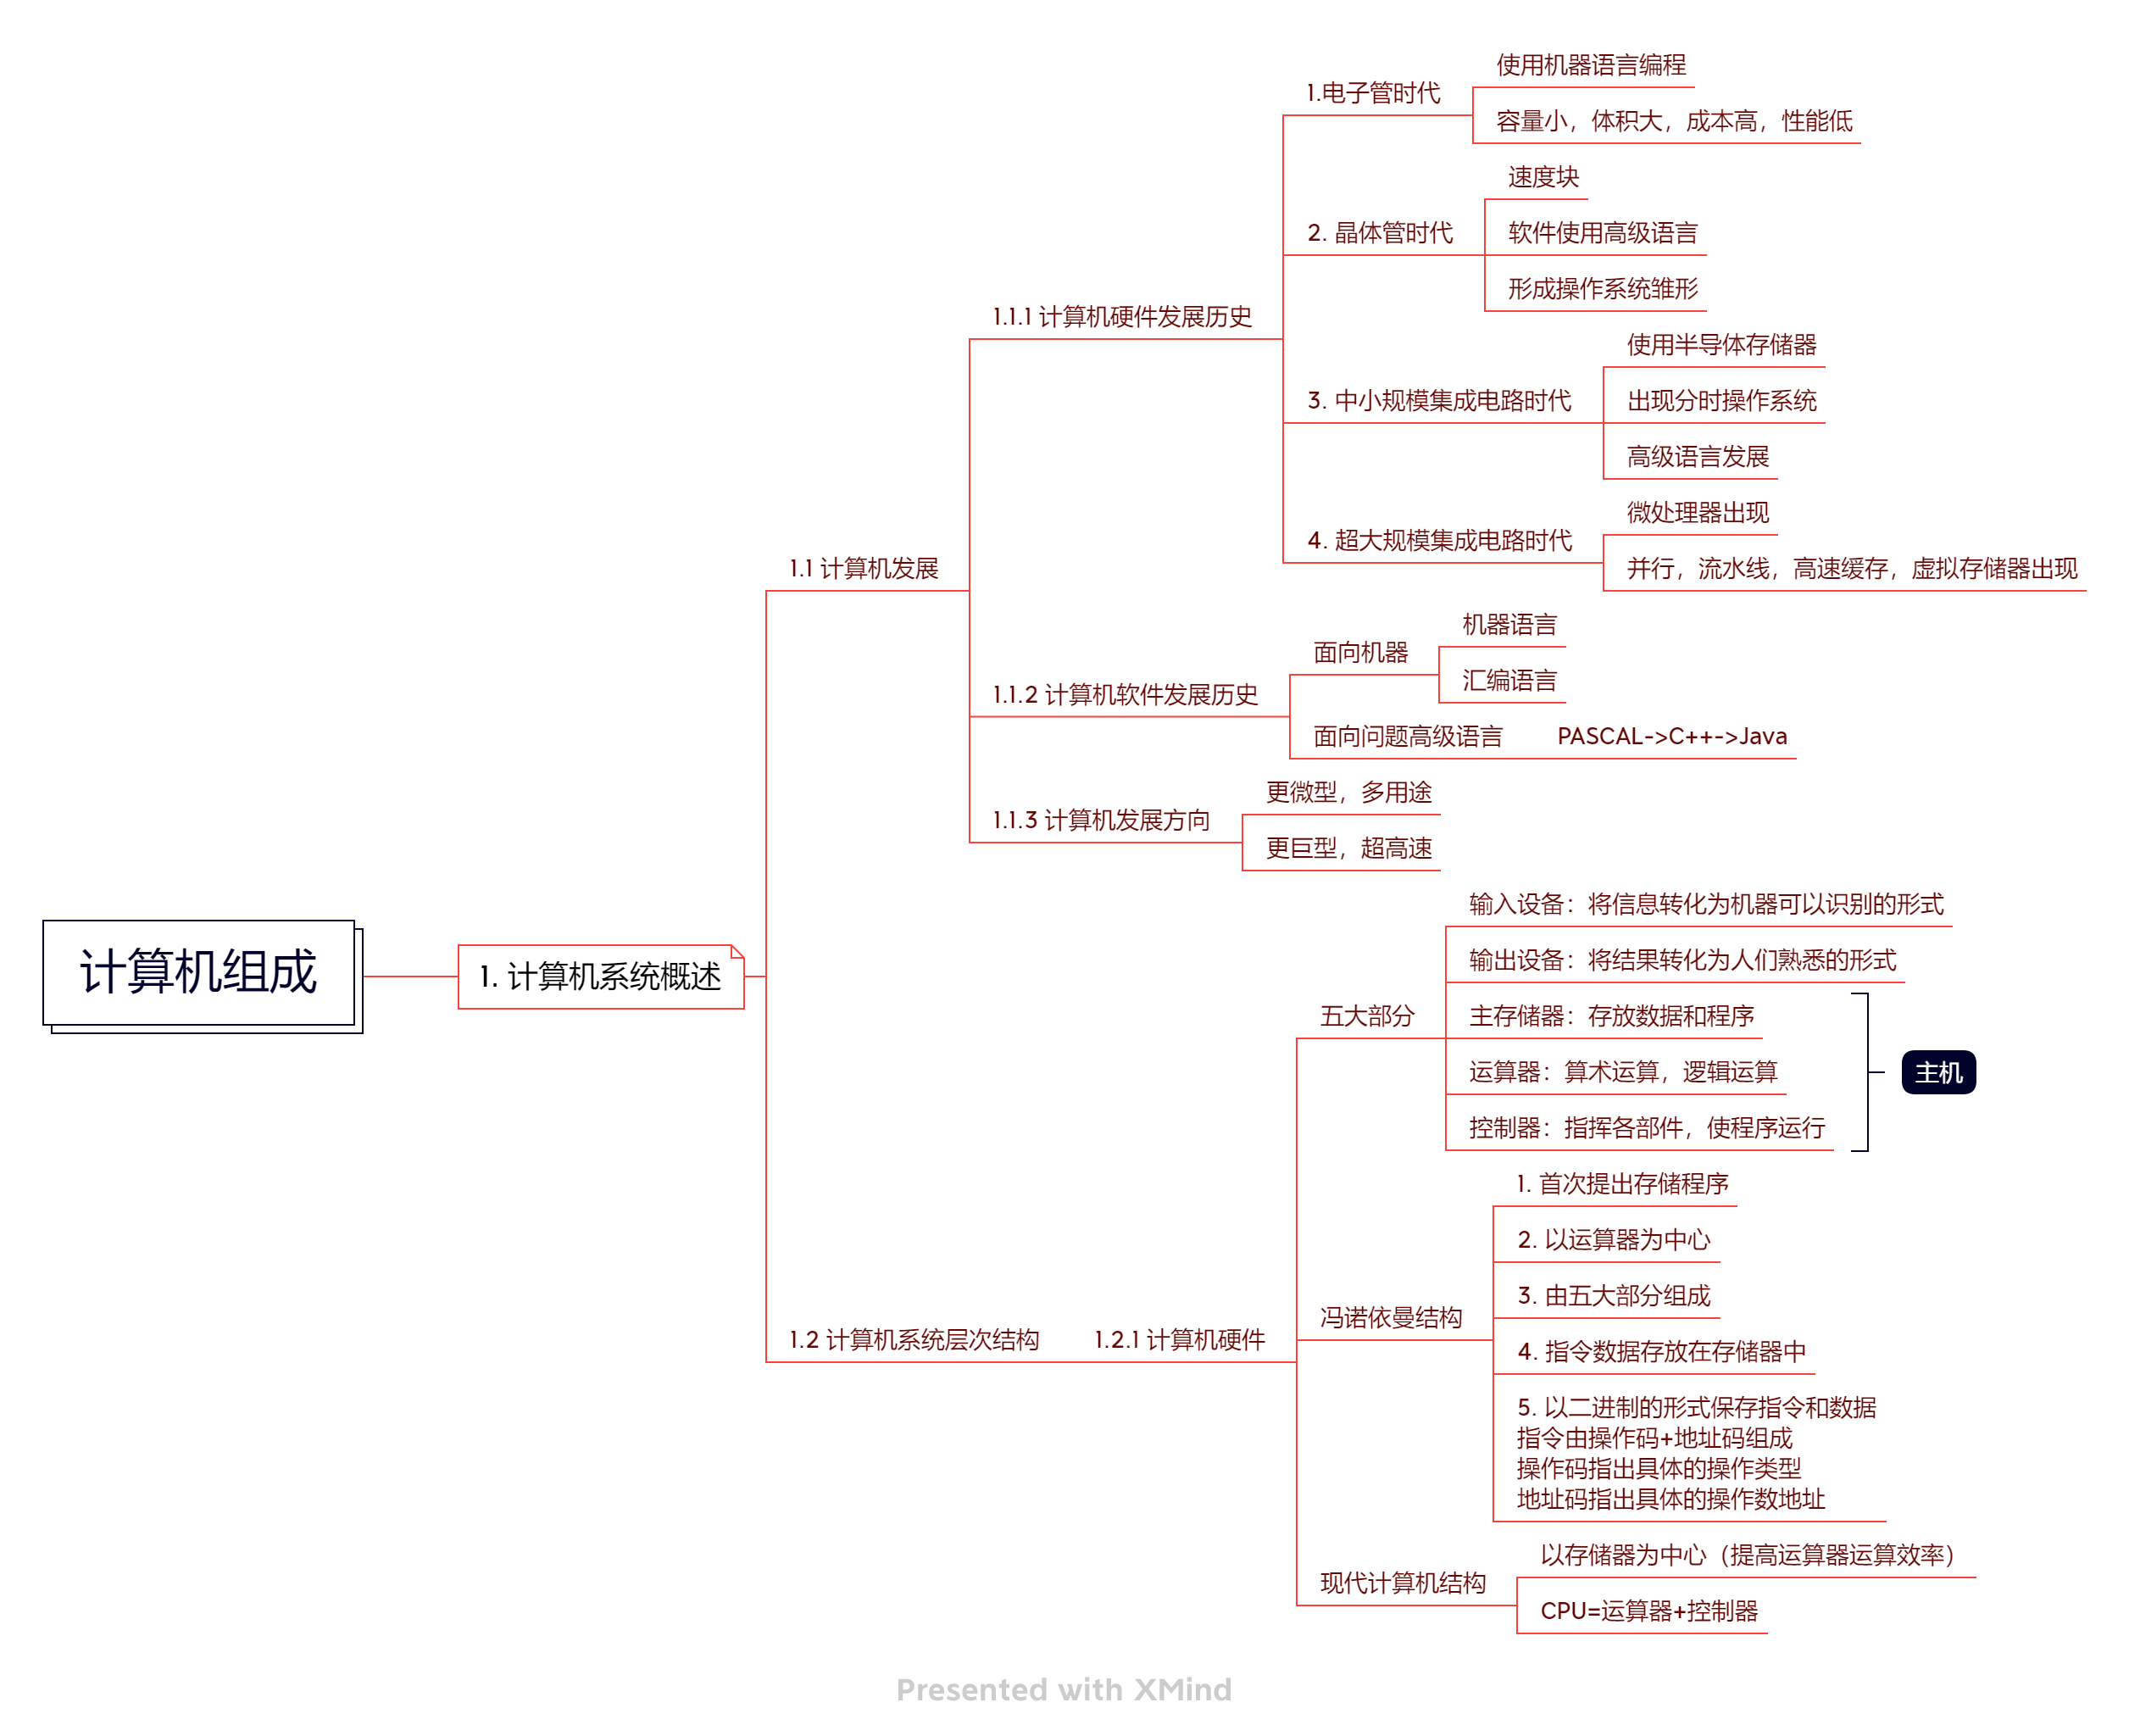 计算机组成
1. 计算机系统概述
1.1 计算机发展
1.1.1 计算机硬件发展历史
1.电子管时代
使用机器语言编程
容量小，体积大，成本高，性能低
2. 晶体管时代
速度块
软件使用高级语言
形成操作系统雏形
3. 中小规模集成电路时代
使用半导体存储器
出现分时操作系统
高级语言发展
4. 超大规模集成电路时代
微处理器出现
并行，流水线，高速缓存，虚拟存储器出现
1.1.2 计算机软件发展历史
面向机器
机器语言
汇编语言
面向问题高级语言
PASCAL->C++->Java
1.1.3 计算机发展方向
更微型，多用途
更巨型，超高速
1.2 计算机系统层次结构
1.2.1 计算机硬件
五大部分
输入设备：将信息转化为机器可以识别的形式
输出设备：将结果转化为人们熟悉的形式
主存储器：存放数据和程序
运算器：算术运算，逻辑运算
控制器：指挥各部件，使程序运行
主机
冯诺依曼结构
1. 首次提出存储程序
2. 以运算器为中心
3. 由五大部分组成
4. 指令数据存放在存储器中
5. 以二进制的形式保存指令和数据
指令由操作码+地址码组成
操作码指出具体的操作类型
地址码指出具体的操作数地址
现代计算机结构
以存储器为中心（提高运算器运算效率）
CPU=运算器+控制器
Presented with XMind